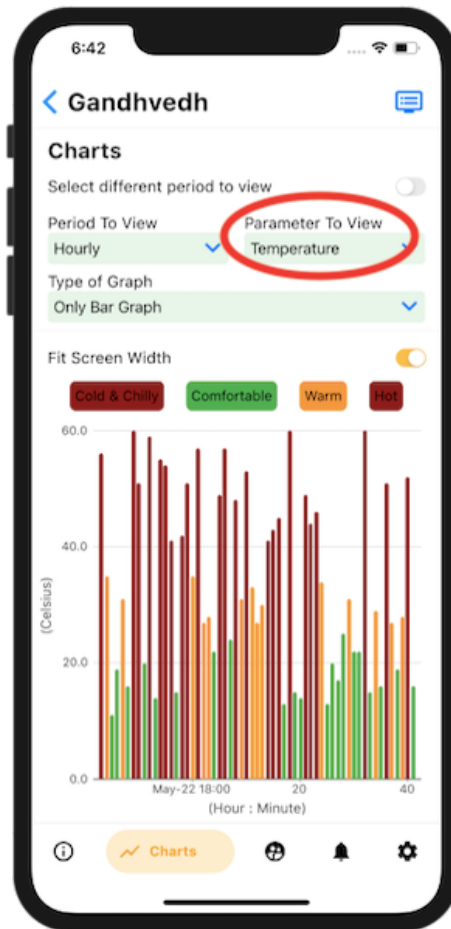 6:42
Gandhvedh
Charts
Select different period to view
Period To View Parameter To View
Hourly Temperature
Type of Graph
Only Bar Graph
Fit Screen Width
Cold & Chilly Comfortable Warm Hot
60.0
40.0
(Celsius)
20.0
0.0
May-22 18:00 20 40
(Hour : Minute)
Charts